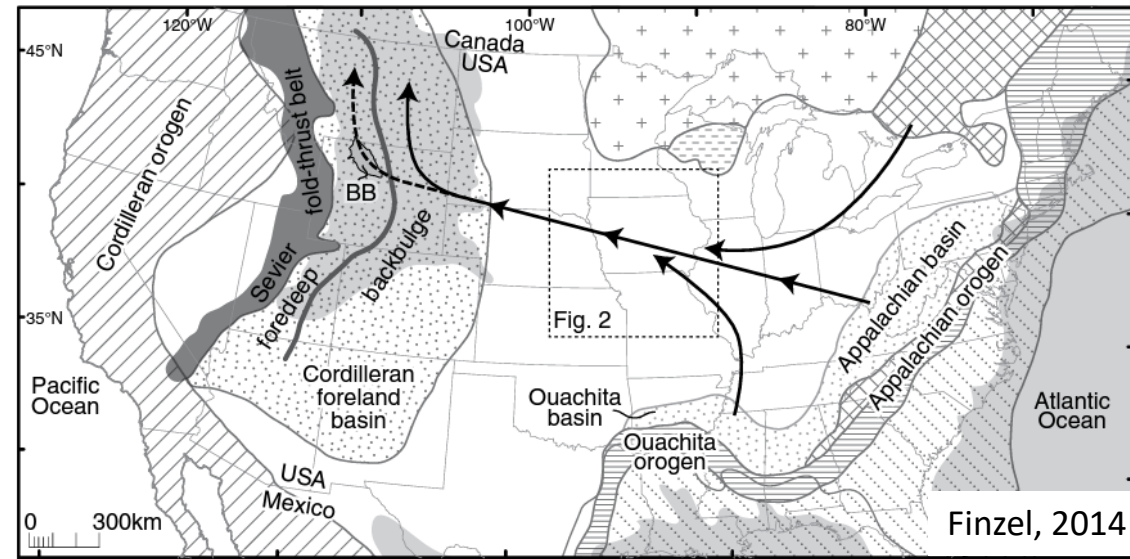 120°W
100°W
80°W
45°N
35°N
Canada
USA
Cordilleran orogen
fold-thrust belt
Sevier
BB
foredeep
backbulge
Fig. 2
Appalachian basin
Appalachian orogen
Cordilleran
foreland
basin
Pacific
Ocean
Ouachita
basin
Ouachita
orogen
Atlantic
Ocean
USA
Mexico
0 300km
Finzel, 2014